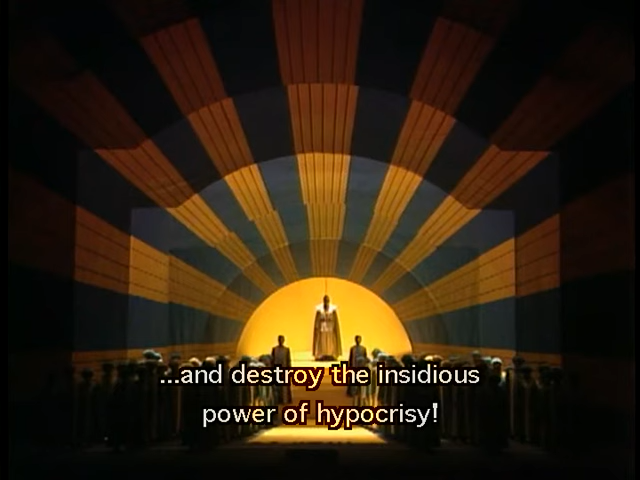 ...and destroy the insidious
power of hypocrisy!